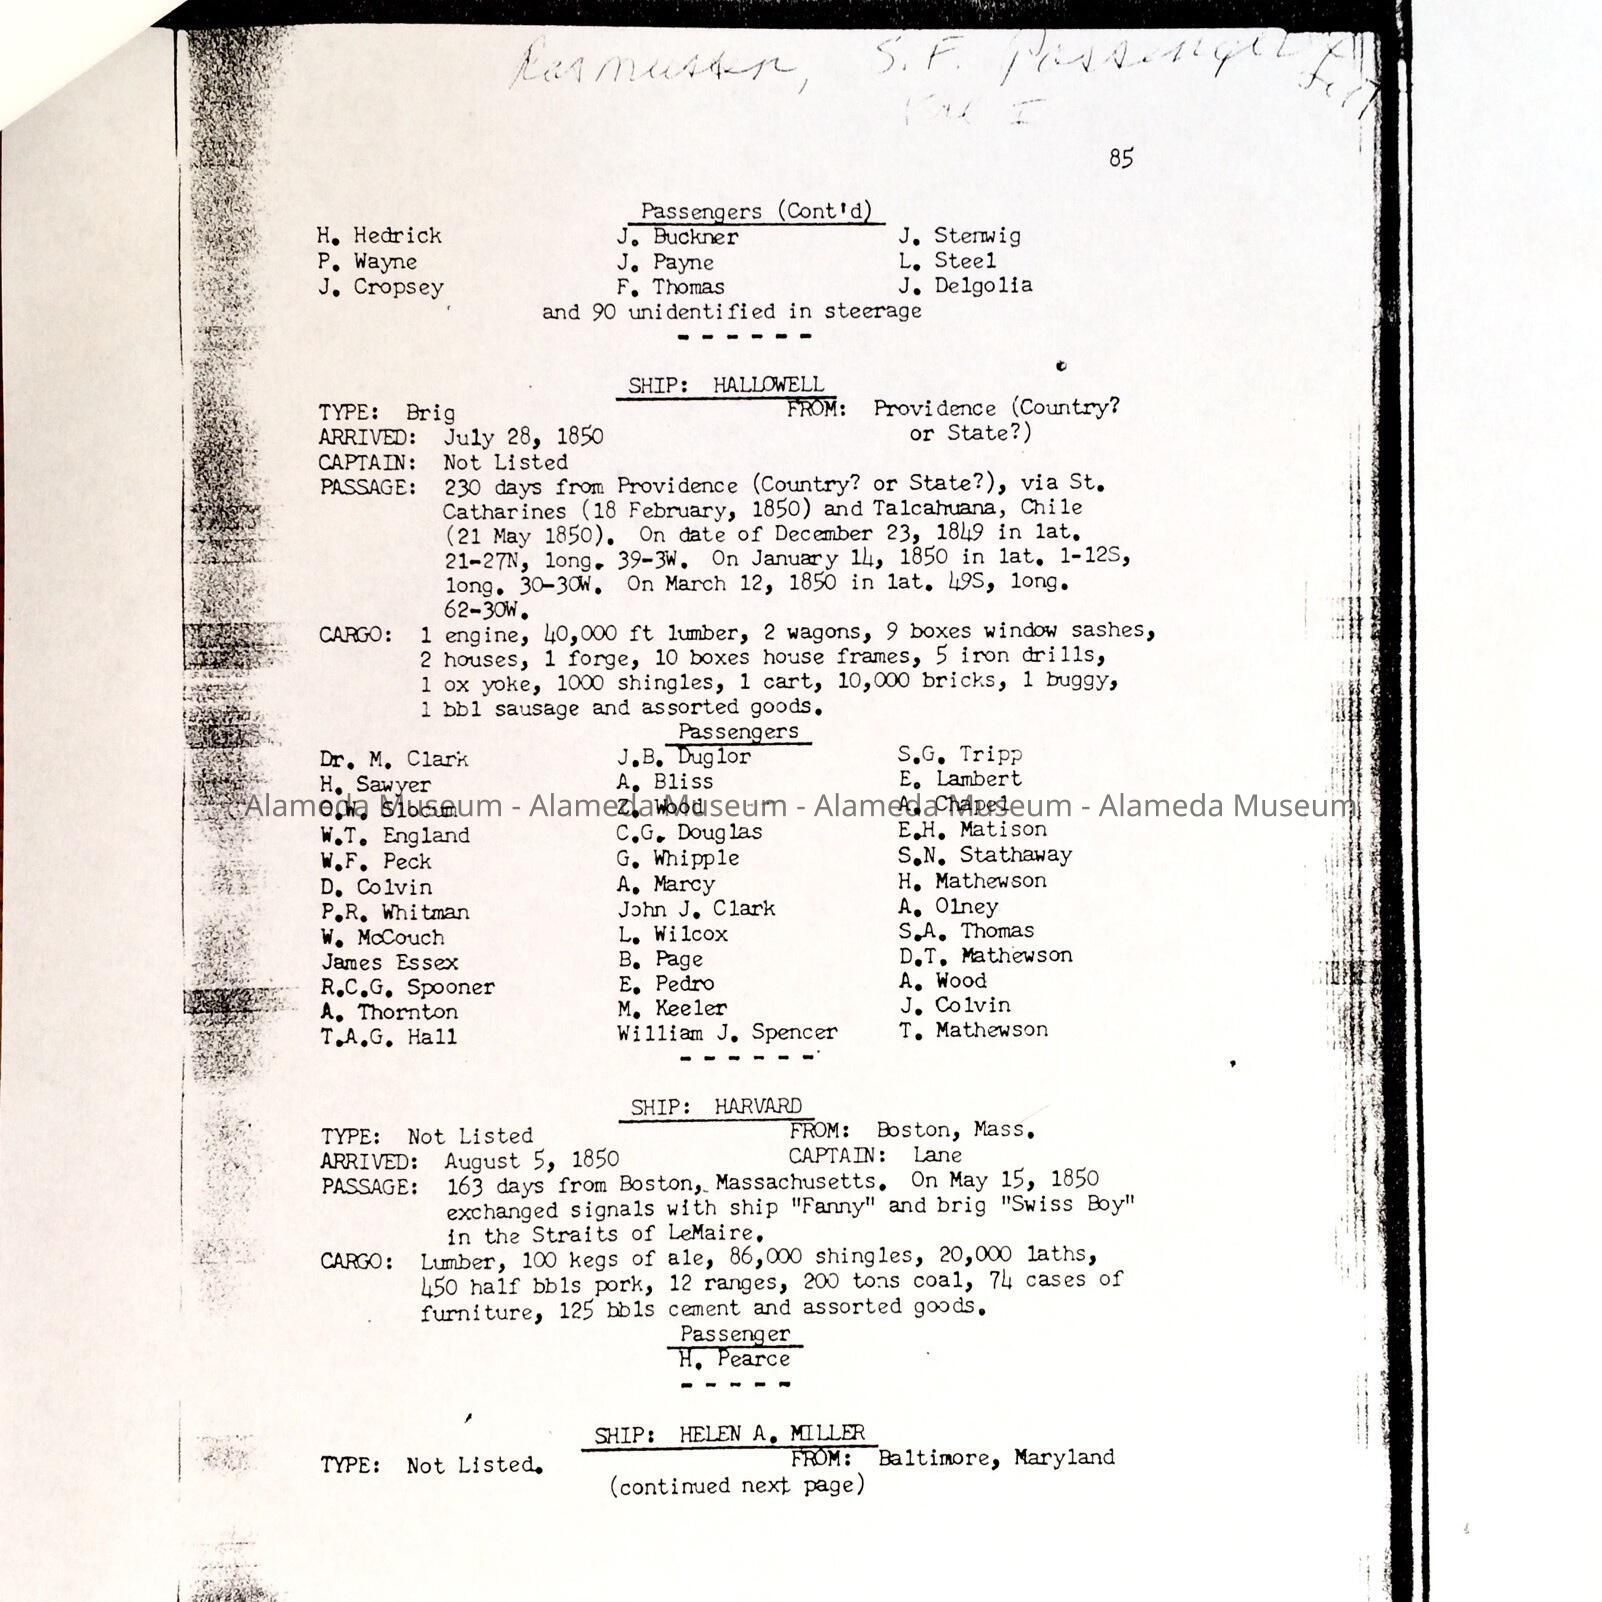 Rasmussen, S.F. Passenger
Vol I
85
Passengers (Cont'd)
H. Hedrick J. Buckner J. Stenwig
P. Wayne J. Payne L. Steel
J. Cropsey F. Thomas J. Delgolia
and 90 unidentified in steerage
- - - - - -
SHIP: HALLOWELL
TYPE: Brig FROM: Providence (Country?
ARRIVED: July 28, 1850 or State?)
CAPTAIN: Not Listed
PASSAGE: 230 days from Providence (Country? or State?), via St.
Catharines (18 February, 1850) and Talcahuana, Chile
(21 May 1850). On date of December 23, 1849 in lat.
21-27N, long. 39-3W. On January 14, 1850 in lat. 1-12S,
long. 30-30W. On March 12, 1850 in lat. 49S, long.
62-30W.
CARGO: 1 engine, 40,000 ft lumber, 2 wagons, 9 boxes window sashes,
2 houses, 1 forge, 10 boxes house frames, 5 iron drills,
1 ox yoke, 1000 shingles, 1 cart, 10,000 bricks, 1 buggy,
1 bbl sausage and assorted goods.
Passengers
Dr. M. Clark J.B. Duglor S.G. Tripp
H. Sawyer A. Bliss E. Lambert
Slocum Z. Wood A. Chapel
Alameda Museum - Alameda Museum - Alameda Museum - Alameda Museum
W.T. England C.G. Douglas E.H. Matison
W.F. Peck G. Whipple S.N. Stathaway
D. Colvin A. Marcy H. Mathewson
P.R. Whitman John J. Clark A. Olney
W. McCouch L. Wilcox S.A. Thomas
James Essex B. Page D.T. Mathewson
R.C.G. Spooner E. Pedro A. Wood
A. Thornton M. Keeler J. Colvin
T.A.G. Hall William J. Spencer T. Mathewson
- - - - - -
SHIP: HARVARD
TYPE: Not Listed FROM: Boston, Mass.
ARRIVED: August 5, 1850 CAPTAIN: Lane
PASSAGE: 163 days from Boston, Massachusetts. On May 15, 1850
exchanged signals with ship "Fanny" and brig "Swiss Boy"
in the Straits of LeMaire.
CARGO: Lumber, 100 kegs of ale, 86,000 shingles, 20,000 laths,
450 half bbls pork, 12 ranges, 200 tons coal, 74 cases of
furniture, 125 bbls cement and assorted goods.
Passenger
H. Pearce
- - - - -
SHIP: HELEN A. MILLER
TYPE: Not Listed. FROM: Baltimore, Maryland
(continued next page)